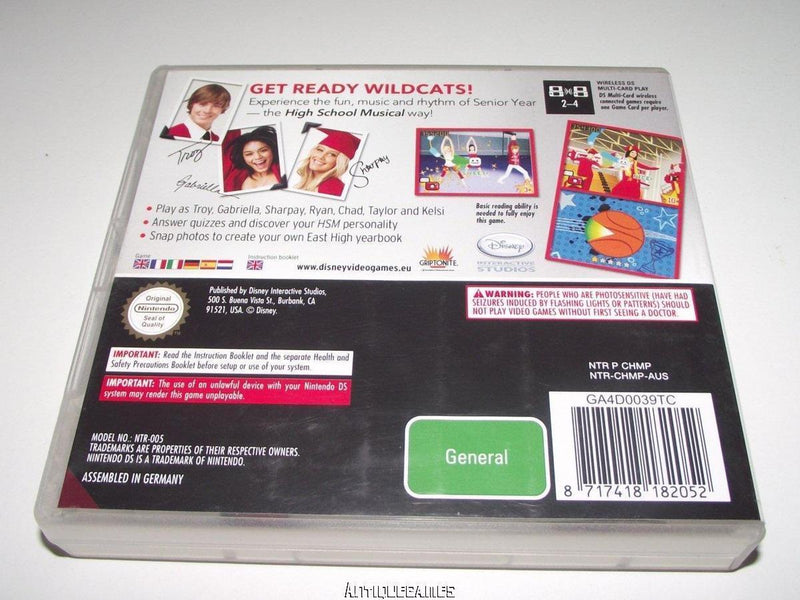 GET READY WILDCATS!
Experience the fun, music and rhythm of Senior Year
— the High School Musical way!
Troy
Gabriella
Sharpay
• Play as Troy, Gabriella, Sharpay, Ryan, Chad, Taylor and Kelsi
• Answer quizzes and discover your HSM personality
• Snap photos to create your own East High yearbook
2-4
WIRELESS DS
MULTI-CARD PLAY
DS Multi-Card wireless
connected games require
one Game Card per player.
Basic reading ability is
needed to fully enjoy
this game.
Game
Instruction booklet
www.disneyvideogames.eu
GRIPTONITE
Disney
INTERACTIVE
STUDIOS
Original
Nintendo
Seal of
Quality
Published by Disney Interactive Studios,
500 S. Buena Vista St., Burbank, CA
91521, USA. © Disney.
WARNING: PEOPLE WHO ARE PHOTOSENSITIVE (HAVE HAD
SEIZURES INDUCED BY FLASHING LIGHTS OR PATTERNS) SHOULD
NOT PLAY VIDEO GAMES WITHOUT FIRST SEEING A DOCTOR.
IMPORTANT: Read the Instruction Booklet and the separate Health and
Safety Precautions Booklet before setup or use of your system.
IMPORTANT: The use of an unlawful device with your Nintendo DS
system may render this game unplayable.
NTR P CHMP
NTR-CHMP-AUS
GA4D0039TC
8 717418 182052
General
MODEL NO.: NTR-005
TRADEMARKS ARE PROPERTIES OF THEIR RESPECTIVE OWNERS.
NINTENDO DS IS A TRADEMARK OF NINTENDO.
ASSEMBLED IN GERMANY
ANTIQUEGAMES